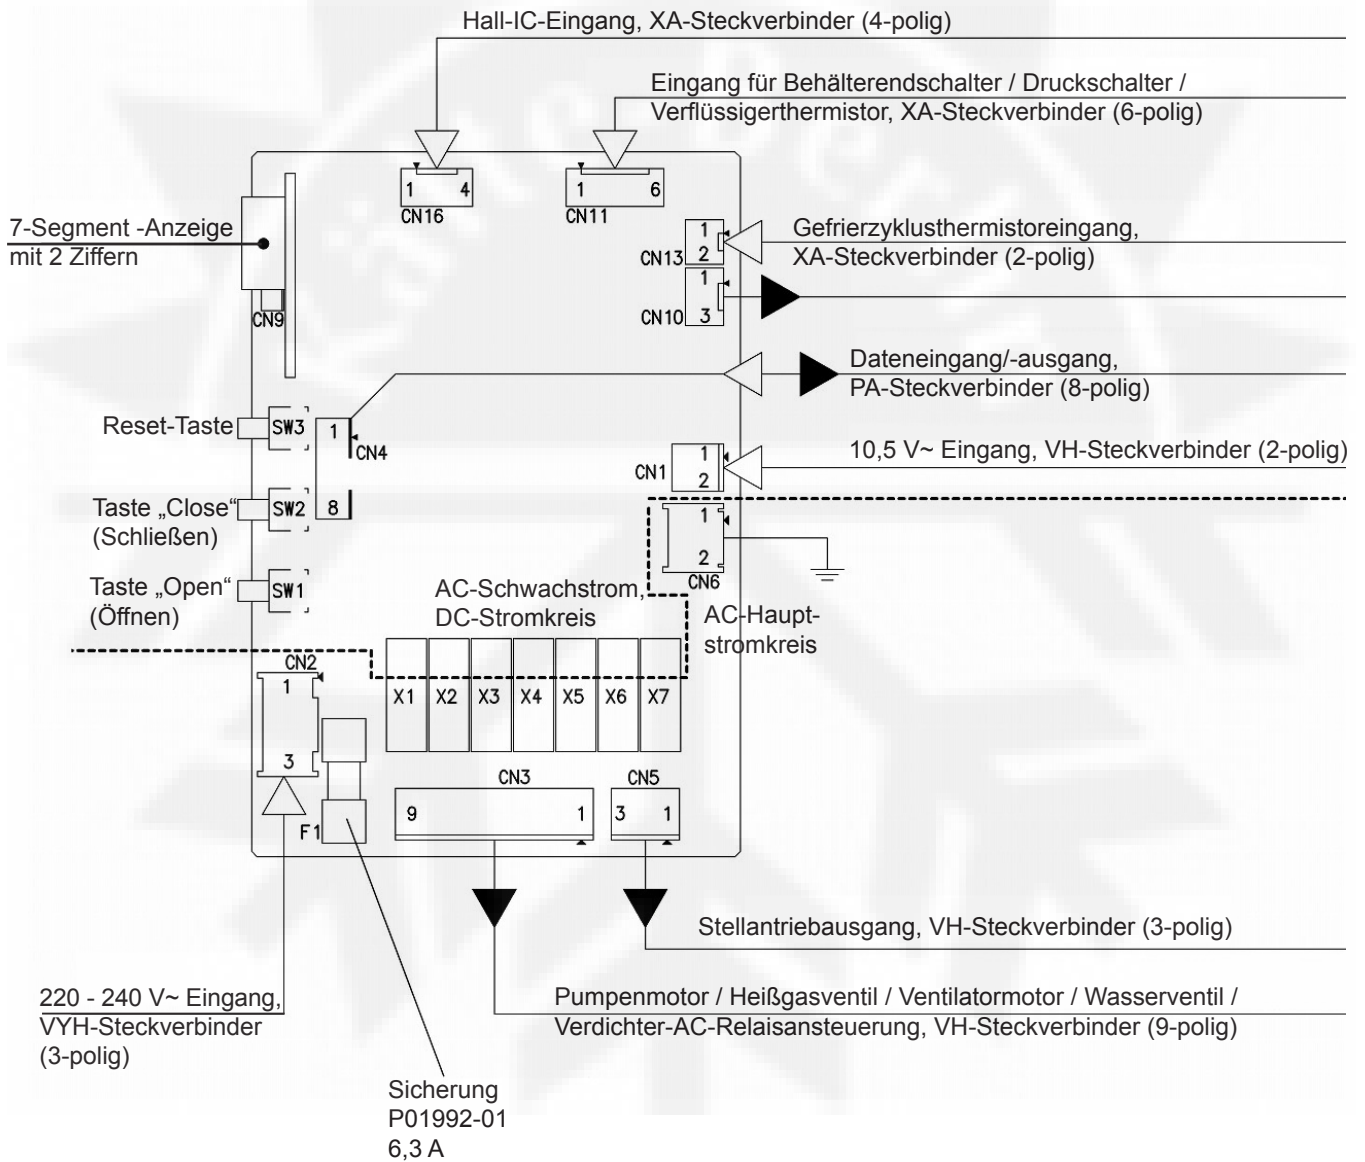 Hall-IC-Eingang, XA-Steckverbinder (4-polig)
Eingang für Behälterendschalter / Druckschalter /
Verflüssigerthermistor, XA-Steckverbinder (6-polig)
1 4
CN16
1 6
CN11
7-Segment -Anzeige
mit 2 Ziffern
CN9
1
2
CN13
Gefrierzyklusthermistoreingang,
XA-Steckverbinder (2-polig)
1
3
CN10
Dateneingang/-ausgang,
PA-Steckverbinder (8-polig)
Reset-Taste
SW3
1
CN4
8
10,5 V~ Eingang, VH-Steckverbinder (2-polig)
CN1
1
2
Taste „Close“
(Schließen)
SW2
1
2
CN6
Taste „Open“
(Öffnen)
SW1
AC-Schwachstrom,
DC-Stromkreis
AC-Haupt-
stromkreis
CN2
1
3
X1 X2 X3 X4 X5 X6 X7
CN3
9 1
CN5
3 1
F1
Stellantriebausgang, VH-Steckverbinder (3-polig)
220 - 240 V~ Eingang,
VYH-Steckverbinder
(3-polig)
Pumpenmotor / Heißgasventil / Ventilatormotor / Wasserventil /
Verdichter-AC-Relaisansteuerung, VH-Steckverbinder (9-polig)
Sicherung
P01992-01
6,3 A